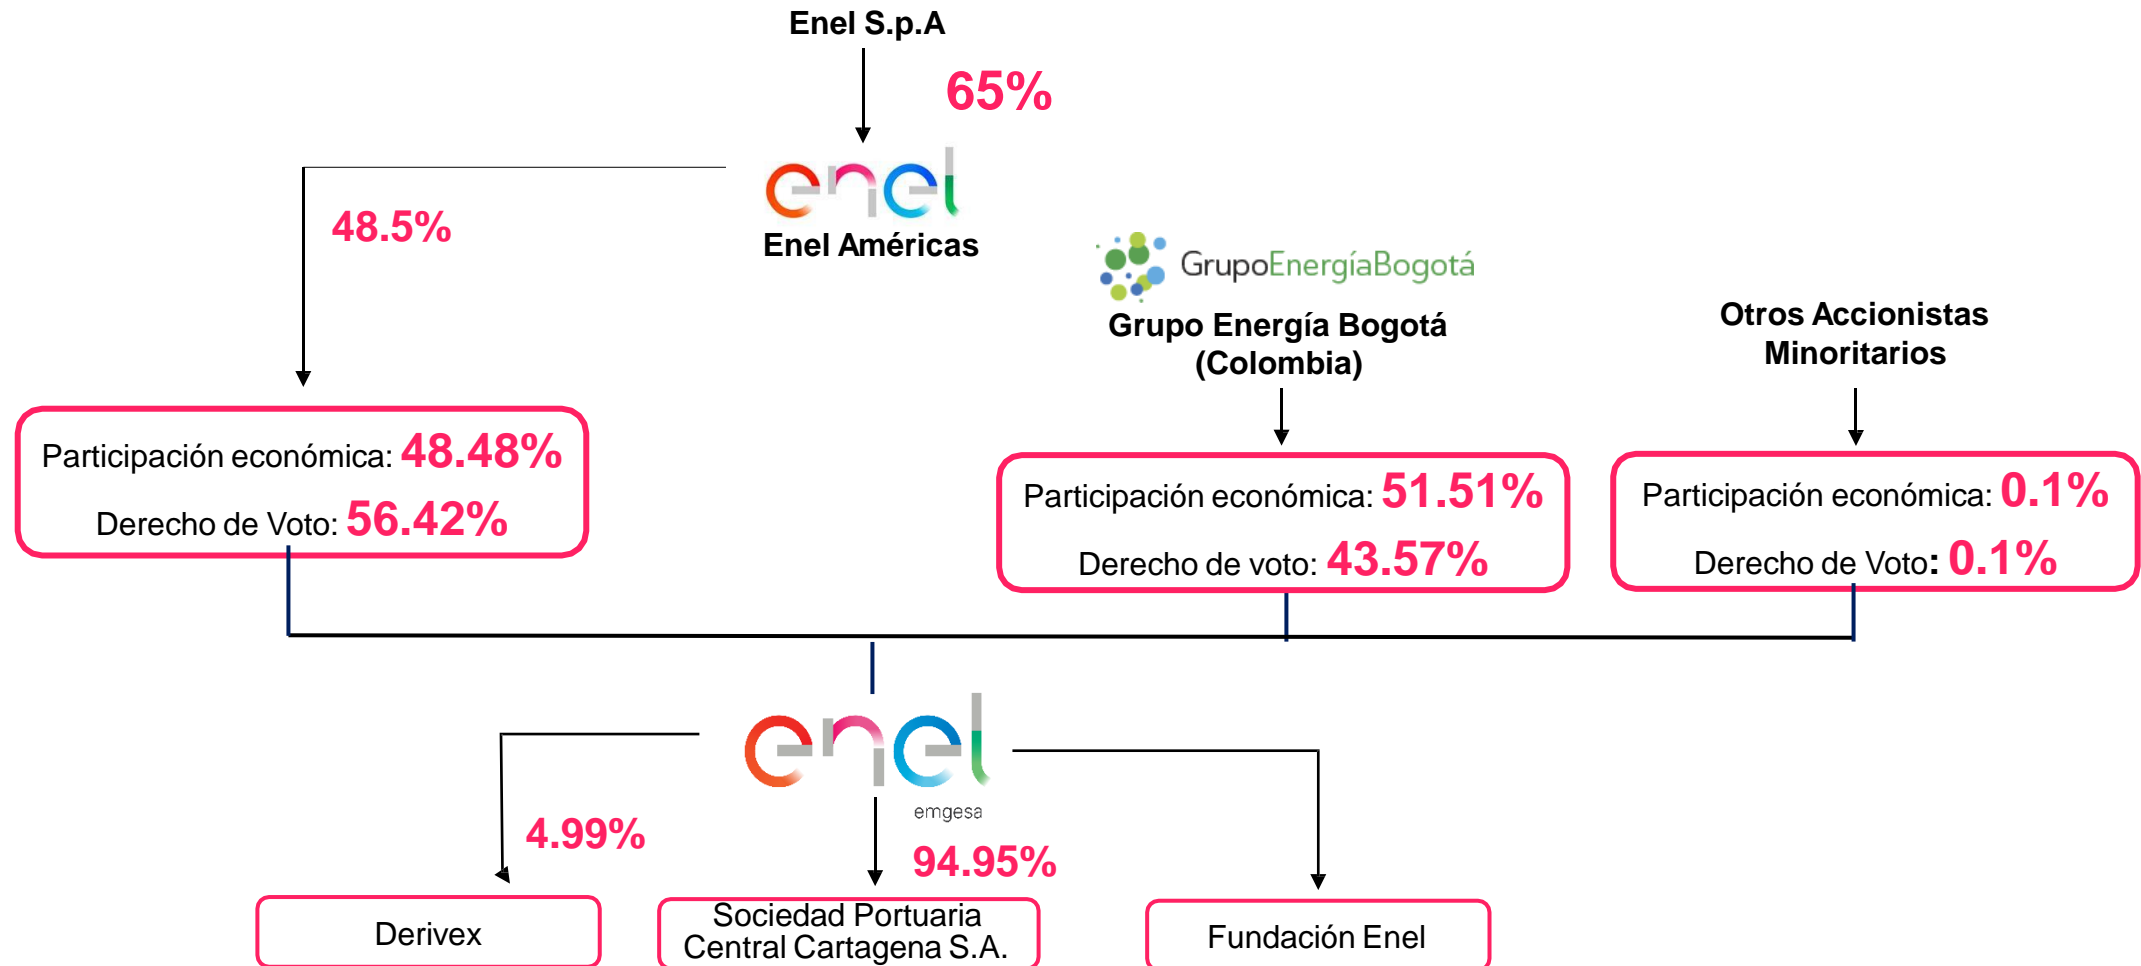 Enel S.p.A
65%
enel
Enel Américas
48.5%
GrupoEnergíaBogotá
Grupo Energía Bogotá
(Colombia)
Otros Accionistas
Minoritarios
Participación económica: 48.48%
Derecho de Voto: 56.42%
Participación económica: 51.51%
Derecho de voto: 43.57%
Participación económica: 0.1%
Derecho de Voto: 0.1%
enel
emgesa
4.99%
94.95%
Derivex
Sociedad Portuaria
Central Cartagena S.A.
Fundación Enel